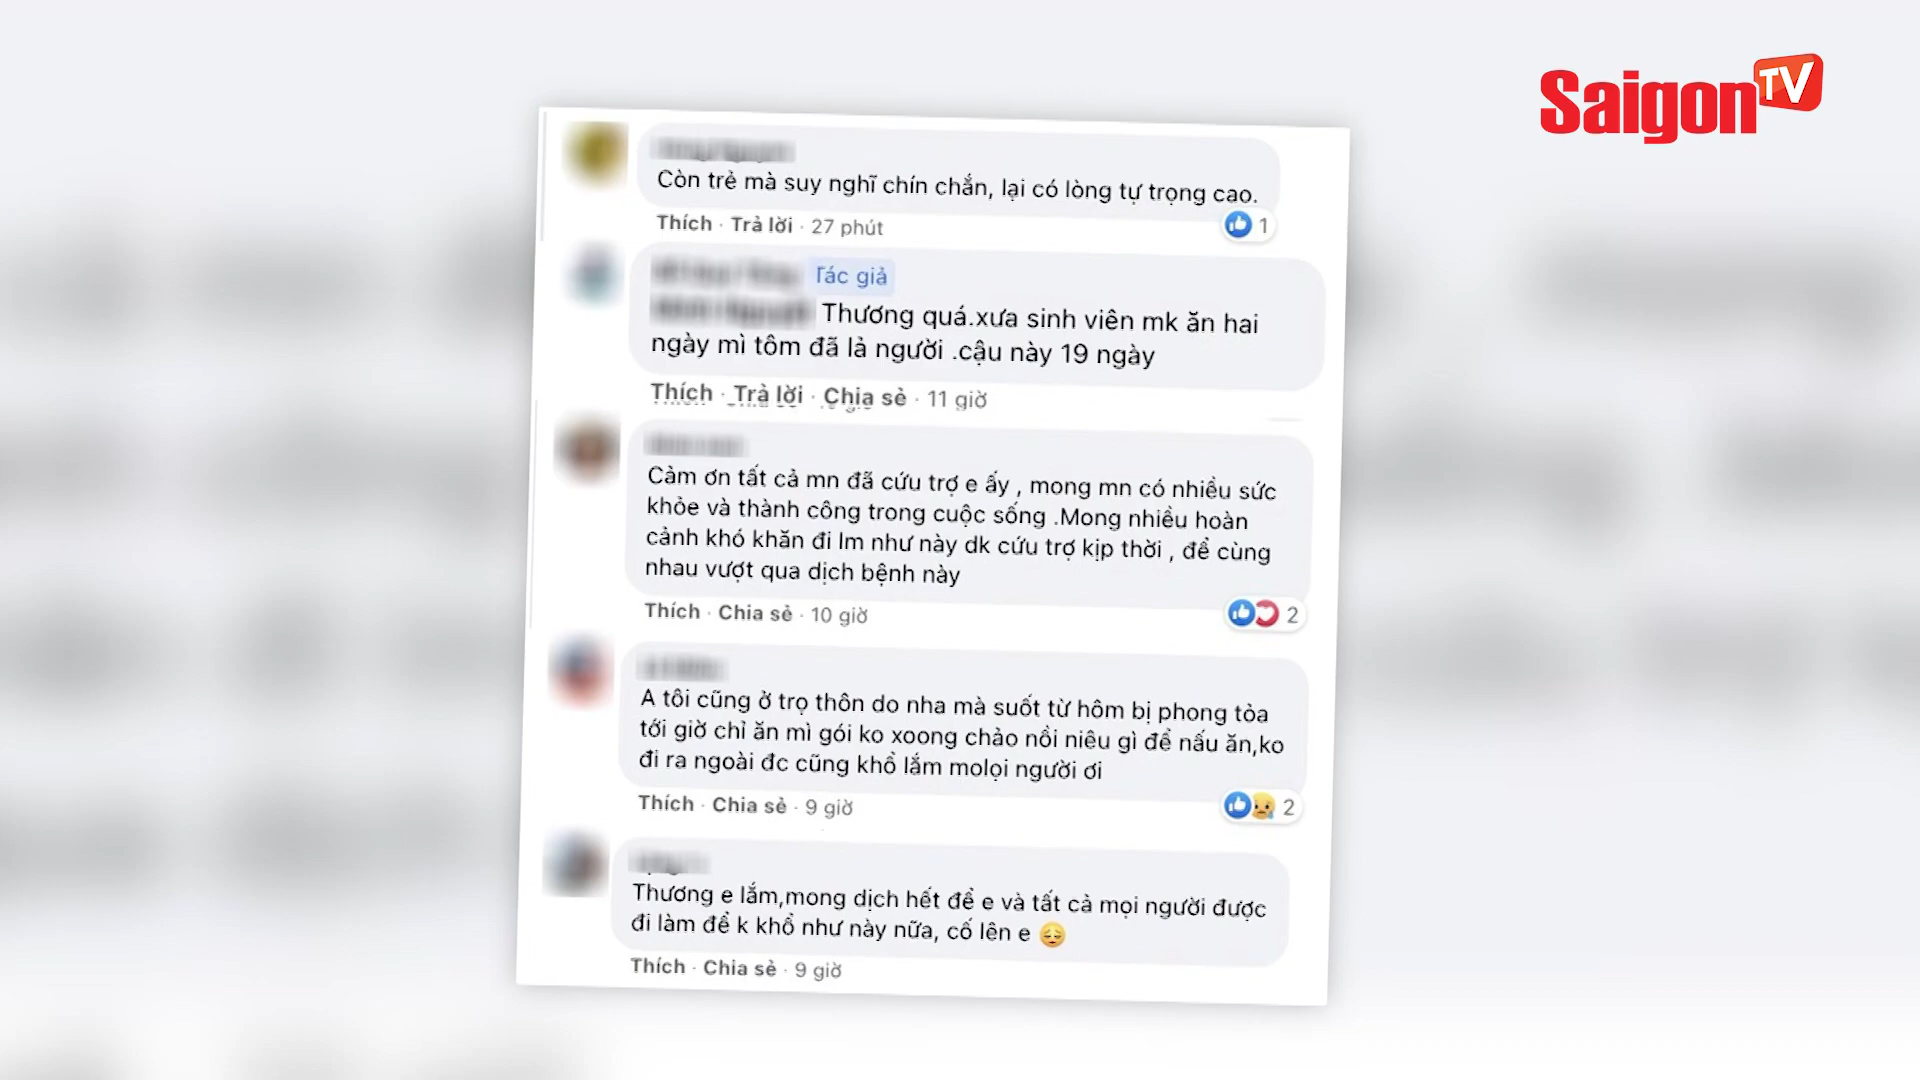 Saigon TV
Còn trẻ mà suy nghĩ chín chắn, lại có lòng tự trọng cao.
Thích · Trả lời · 27 phút
1
Tác giả
Thương quá.xưa sinh viên mk ăn hai
ngày mì tôm đã lả người .cậu này 19 ngày
Thích · Trả lời · Chia sẻ · 11 giờ
Cảm ơn tất cả mn đã cứu trợ e ấy , mong mn có nhiều sức
khỏe và thành công trong cuộc sống .Mong nhiều hoàn
cảnh khó khăn đi lm như này dk cứu trợ kịp thời , để cùng
nhau vượt qua dịch bệnh này
Thích · Chia sẻ · 10 giờ
2
A tôi cũng ở trọ thôn do nha mà suốt từ hôm bị phong tỏa
tới giờ chỉ ăn mì gói ko xoong chảo nồi niêu gì để nấu ăn,ko
đi ra ngoài đc cũng khổ lắm molọi người ơi
Thích · Chia sẻ · 9 giờ
2
Thương e lắm,mong dịch hết để e và tất cả mọi người được
đi làm để k khổ như này nữa, cố lên e 😔
Thích · Chia sẻ · 9 giờ